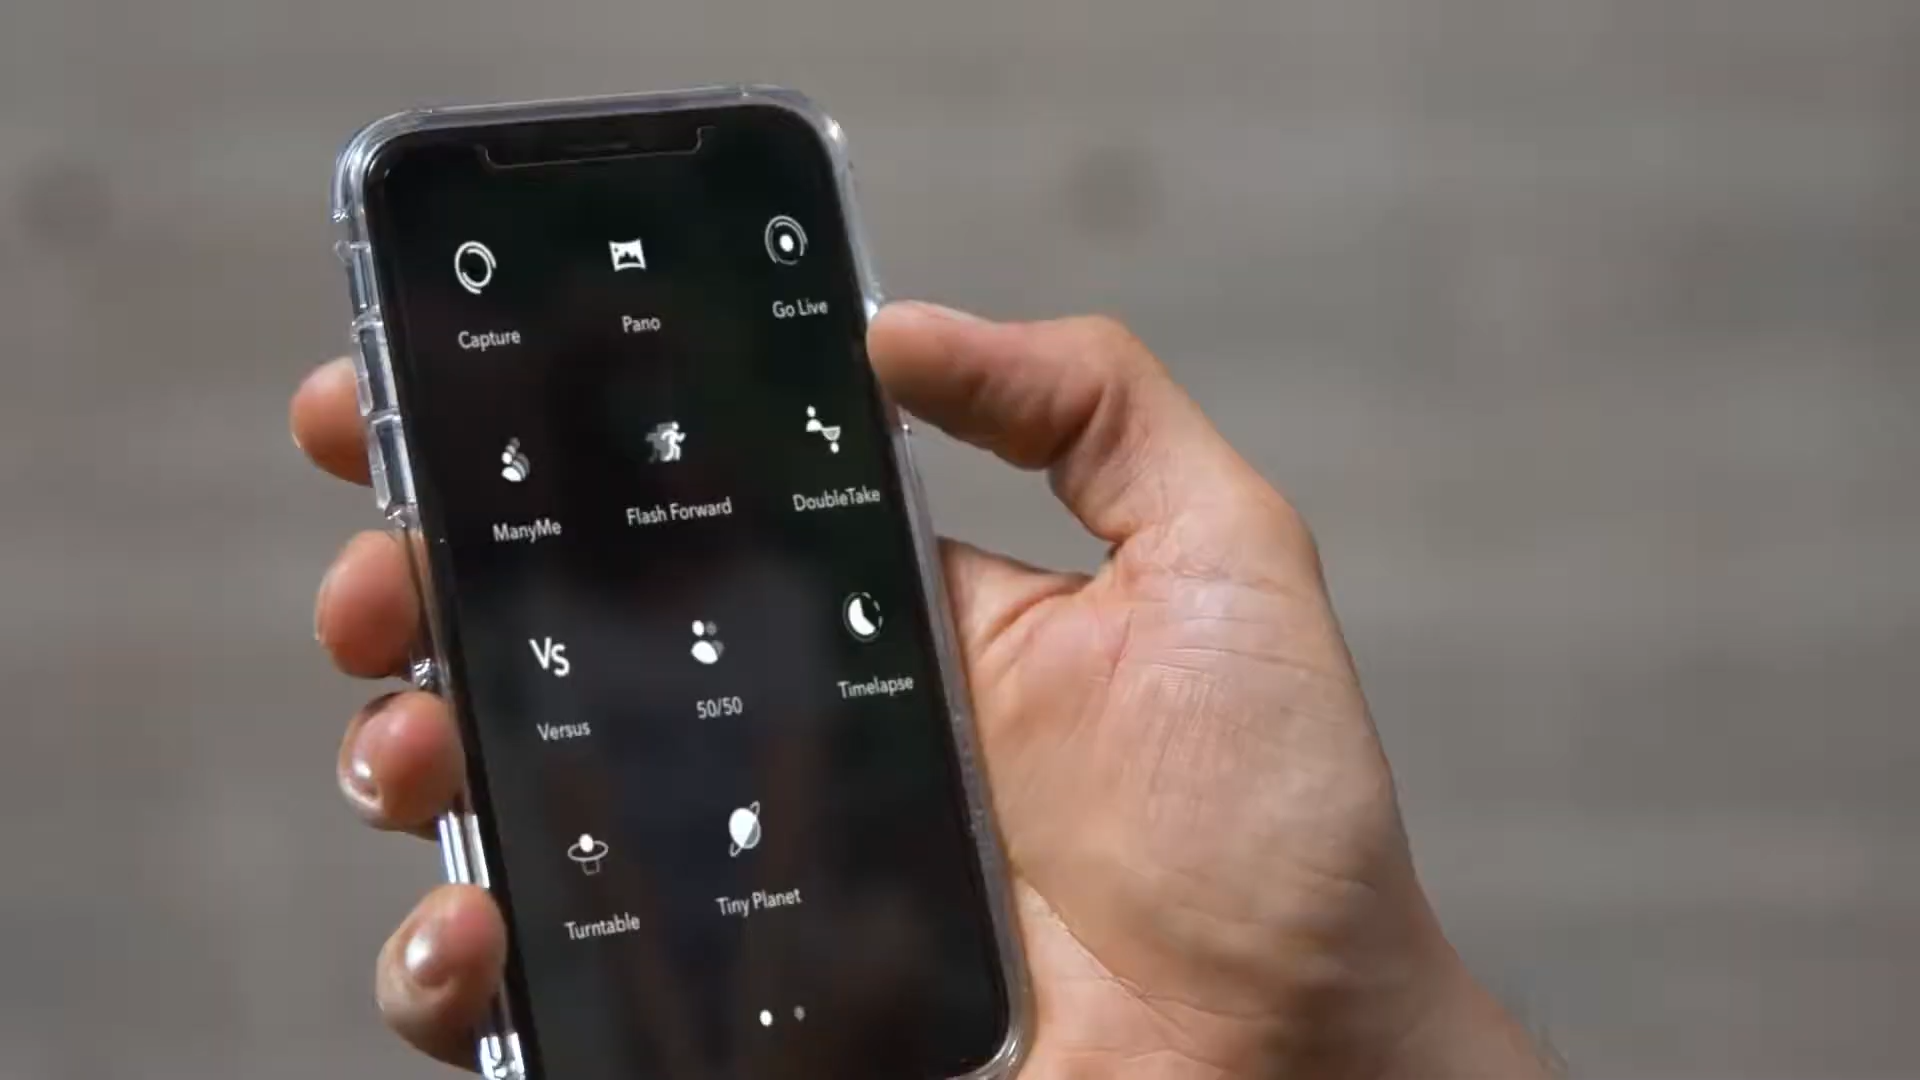 Capture
Pano
Go Live
ManyMe
Flash Forward
DoubleTake
VS
Versus
50/50
Timelapse
Turntable
Tiny Planet